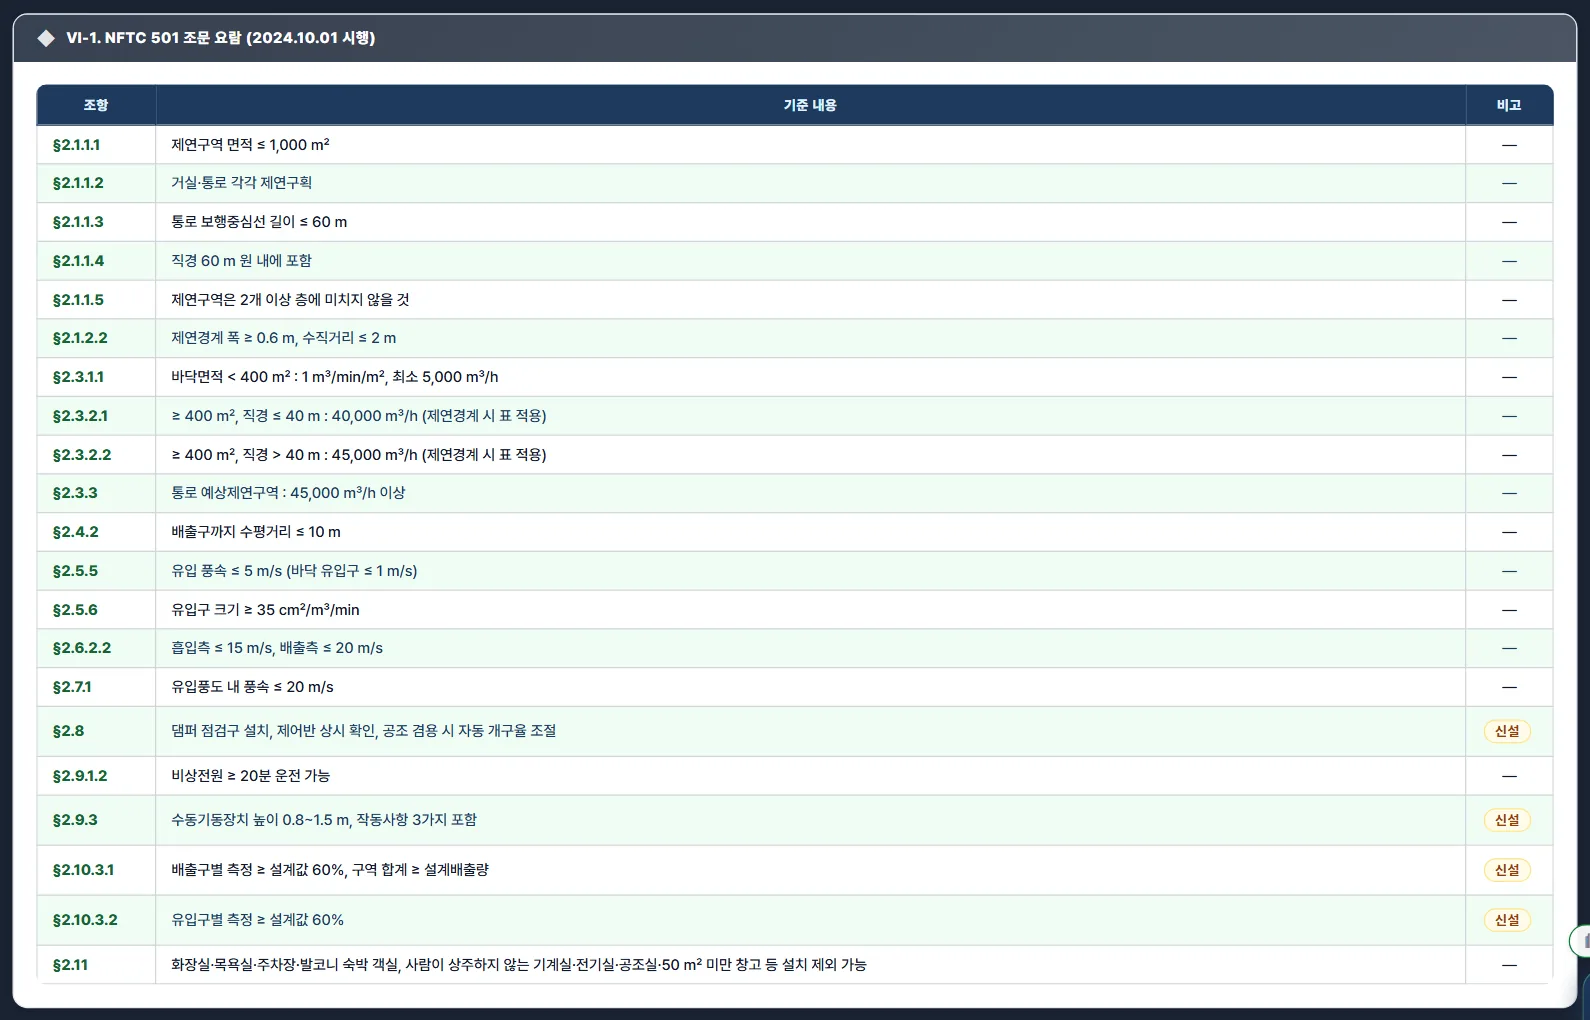 VI-1. NFTC 501 조문 요람 (2024.10.01 시행)
조항 기준 내용 비고
§2.1.1.1 제연구역 면적 ≤ 1,000 m² —
§2.1.1.2 거실·통로 각각 제연구획 —
§2.1.1.3 통로 보행중심선 길이 ≤ 60 m —
§2.1.1.4 직경 60 m 원 내에 포함 —
§2.1.1.5 제연구역은 2개 이상 층에 미치지 않을 것 —
§2.1.2.2 제연경계 폭 ≥ 0.6 m, 수직거리 ≤ 2 m —
§2.3.1.1 바닥면적 < 400 m² : 1 m³/min/m², 최소 5,000 m³/h —
§2.3.2.1 ≥ 400 m², 직경 ≤ 40 m : 40,000 m³/h (제연경계 시 표 적용) —
§2.3.2.2 ≥ 400 m², 직경 > 40 m : 45,000 m³/h (제연경계 시 표 적용) —
§2.3.3 통로 예상제연구역 : 45,000 m³/h 이상 —
§2.4.2 배출구까지 수평거리 ≤ 10 m —
§2.5.5 유입 풍속 ≤ 5 m/s (바닥 유입구 ≤ 1 m/s) —
§2.5.6 유입구 크기 ≥ 35 cm²/m³/min —
§2.6.2.2 흡입측 ≤ 15 m/s, 배출측 ≤ 20 m/s —
§2.7.1 유입풍도 내 풍속 ≤ 20 m/s —
§2.8 댐퍼 점검구 설치, 제어반 상시 확인, 공조 겸용 시 자동 개구율 조절 신설
§2.9.1.2 비상전원 ≥ 20분 운전 가능 —
§2.9.3 수동기동장치 높이 0.8~1.5 m, 작동사항 3가지 포함 신설
§2.10.3.1 배출구별 측정 ≥ 설계값 60%, 구역 합계 ≥ 설계배출량 신설
§2.10.3.2 유입구별 측정 ≥ 설계값 60% 신설
§2.11 화장실·목욕실·주차장·발코니 숙박 객실, 사람이 상주하지 않는 기계실·전기실·공조실·50 m² 미만 창고 등 설치 제외 가능 —